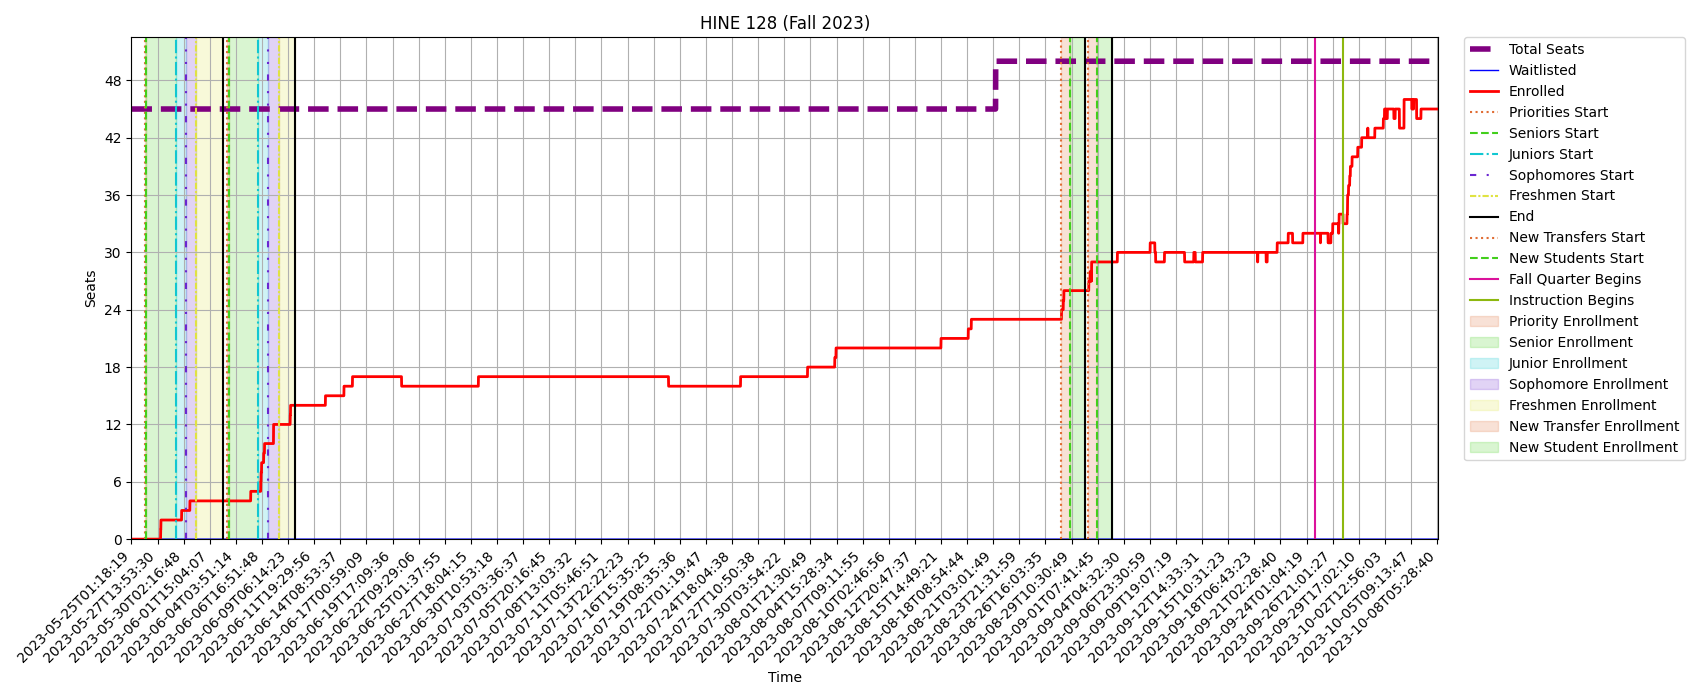 HINE 128 (Fall 2023)
Seats
48
42
36
30
24
18
12
6
0
2023-05-25T01:18:19
2023-05-27T13:53:30
2023-05-30T02:16:48
2023-06-01T15:04:07
2023-06-04T03:51:14
2023-06-06T16:51:48
2023-06-09T06:14:23
2023-06-11T19:29:56
2023-06-14T08:53:37
2023-06-17T00:59:09
2023-06-19T17:09:36
2023-06-22T09:29:06
2023-06-25T01:37:55
2023-06-27T18:04:15
2023-06-30T10:53:18
2023-07-03T03:36:37
2023-07-05T20:16:45
2023-07-08T13:03:32
2023-07-11T05:46:51
2023-07-13T22:22:23
2023-07-16T15:35:25
2023-07-19T08:35:36
2023-07-22T01:19:47
2023-07-24T18:04:38
2023-07-27T10:50:38
2023-07-30T03:54:22
2023-08-01T21:30:49
2023-08-04T15:28:34
2023-08-07T09:11:55
2023-08-10T02:46:56
2023-08-12T20:47:37
2023-08-15T14:49:21
2023-08-18T08:54:44
2023-08-21T03:01:49
2023-08-23T21:31:59
2023-08-26T16:03:35
2023-08-29T10:30:49
2023-09-01T07:41:45
2023-09-04T04:32:30
2023-09-06T23:30:59
2023-09-09T19:07:19
2023-09-12T14:33:31
2023-09-15T10:31:23
2023-09-18T06:43:23
2023-09-21T02:28:40
2023-09-24T01:04:19
2023-09-26T21:01:27
2023-09-29T17:02:10
2023-10-02T12:56:03
2023-10-05T09:13:47
2023-10-08T05:28:40
Time
Total Seats
Waitlisted
Enrolled
Priorities Start
Seniors Start
Juniors Start
Sophomores Start
Freshmen Start
End
New Transfers Start
New Students Start
Fall Quarter Begins
Instruction Begins
Priority Enrollment
Senior Enrollment
Junior Enrollment
Sophomore Enrollment
Freshmen Enrollment
New Transfer Enrollment
New Student Enrollment